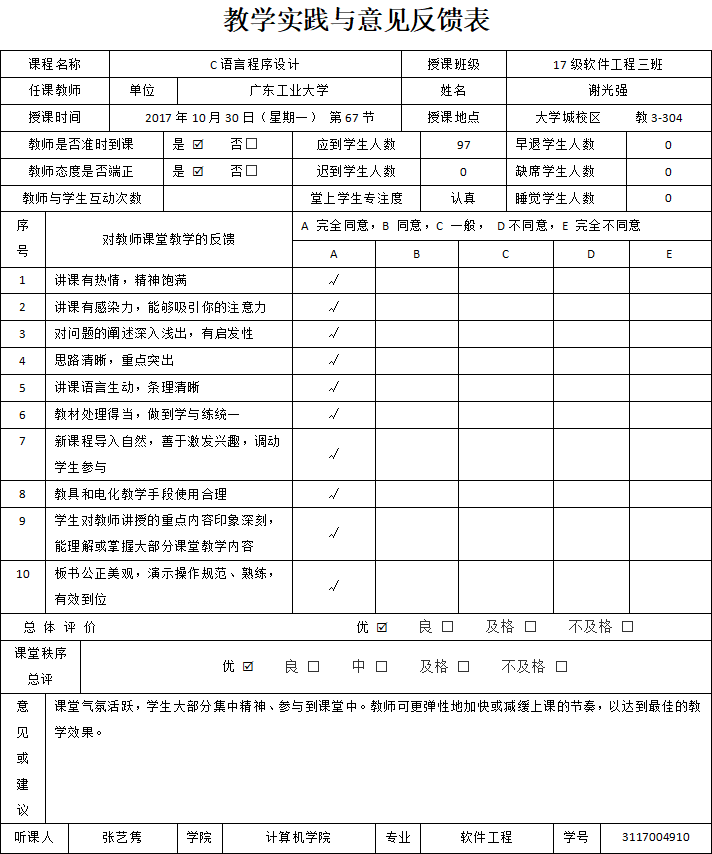 教学实践与意见反馈表
课程名称 C 语言程序设计 授课班级 17 级软件工程三班
任课教师 单位 广东工业大学 姓名 谢光强
授课时间 2017 年 10 月 30 日（星期一） 第 67 节 授课地点 大学城校区 教 3-304
教师是否准时到课 是 ☑ 否 □ 应到学生人数 97 早退学生人数 0
教师态度是否端正 是 ☑ 否 □ 迟到学生人数 0 缺席学生人数 0
教师与学生互动次数 堂上学生专注度 认真 睡觉学生人数 0
序号 对教师课堂教学的反馈 A 完全同意，B 同意，C 一般， D 不同意，E 完全不同意
A B C D E
1 讲课有热情，精神饱满 √
2 讲课有感染力，能够吸引你的注意力 √
3 对问题的阐述深入浅出，有启发性 √
4 思路清晰，重点突出 √
5 讲课语言生动，条理清晰 √
6 教材处理得当，做到学与练统一 √
7 新课程导入自然，善于激发兴趣，调动
学生参与 √
8 教具和电化教学手段使用合理 √
9 学生对教师讲授的重点内容印象深刻，
能理解或掌握大部分课堂教学内容 √
10 板书公正美观，演示操作规范、熟练，
有效到位 √
总 体 评 价 优 ☑ 良 □ 及格 □ 不及格 □
课堂秩序
总评 优 ☑ 良 □ 中 □ 及格 □ 不及格 □
意见或建议
课堂气氛活跃，学生大部分集中精神、参与到课堂中。教师可更弹性地加快或减缓上课的节奏，以达到最佳的教
学效果。
听课人 张艺隽 学院 计算机学院 专业 软件工程 学号 3117004910